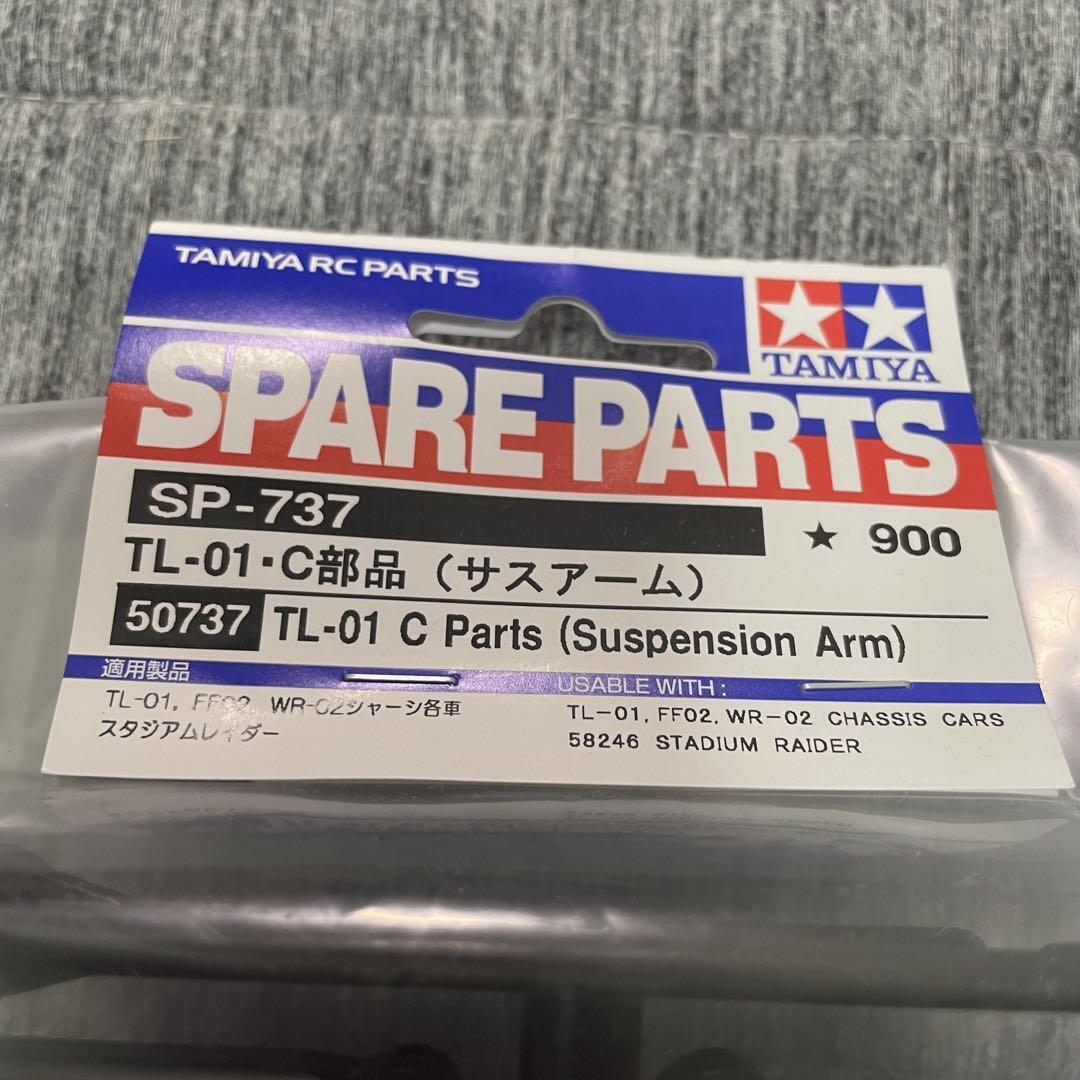 TAMIYA RC PARTS
TAMIYA
SPARE PARTS
SP-737
★ 900
TL-01・C部品（サスアーム）
50737 TL-01 C Parts (Suspension Arm)
適用製品
TL-01, FF02, WR-02シャーシ各車
スタジアムレイダー
USABLE WITH :
TL-01, FF02, WR-02 CHASSIS CARS
58246 STADIUM RAIDER